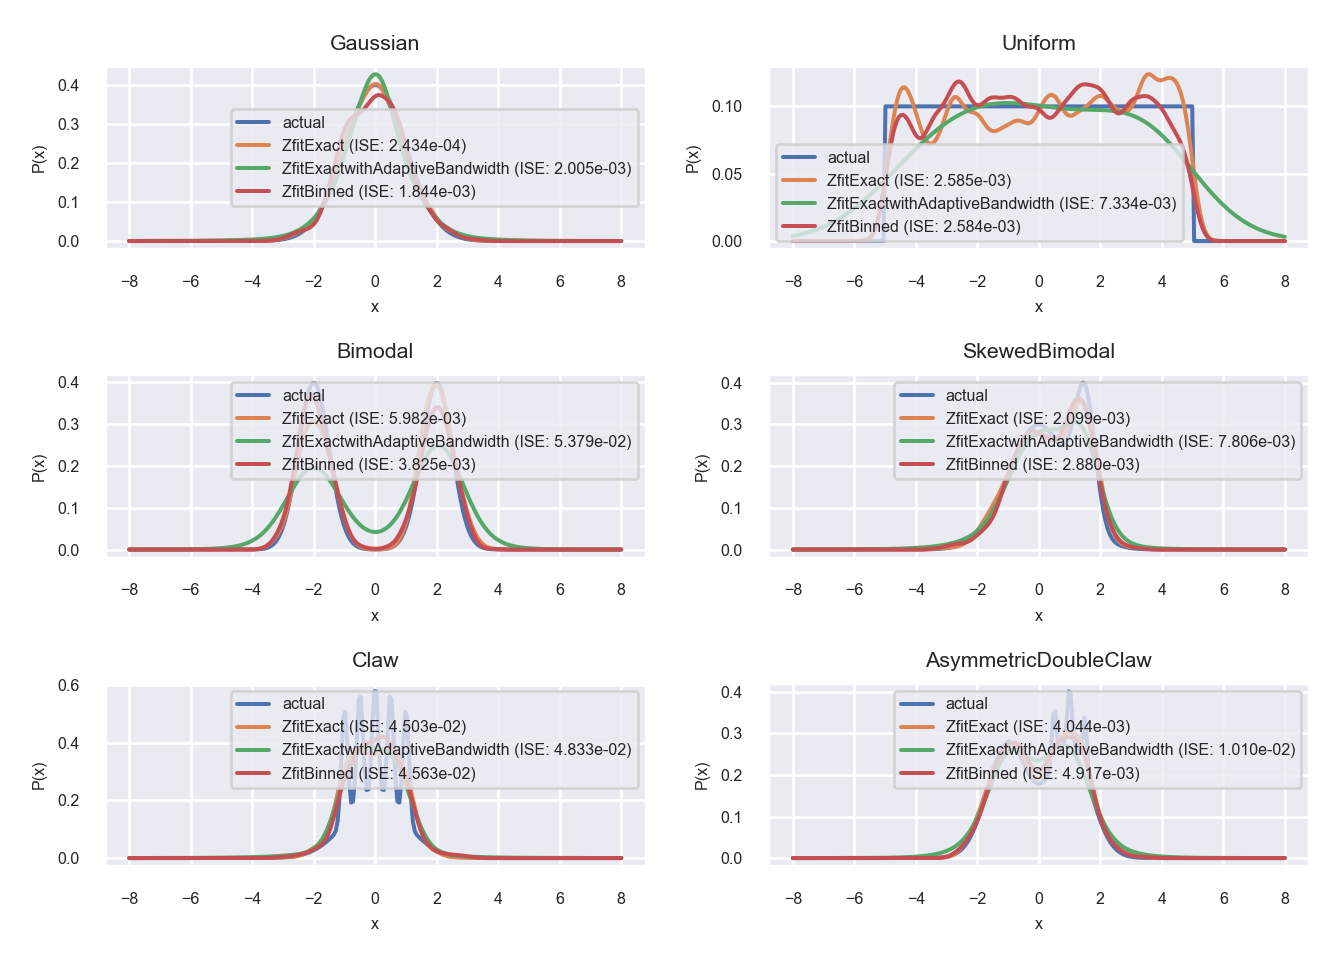 Gaussian
0.4
0.3
0.2
0.1
0.0
P(x)
actual
ZfitExact (ISE: 2.434e-04)
ZfitExactwithAdaptiveBandwidth (ISE: 2.005e-03)
ZfitBinned (ISE: 1.844e-03)
−8 −6 −4 −2 0 2 4 6 8
x
Uniform
0.10
0.05
0.00
P(x)
actual
ZfitExact (ISE: 2.585e-03)
ZfitExactwithAdaptiveBandwidth (ISE: 7.334e-03)
ZfitBinned (ISE: 2.584e-03)
−8 −6 −4 −2 0 2 4 6 8
x
Bimodal
0.4
0.3
0.2
0.1
0.0
P(x)
actual
ZfitExact (ISE: 5.982e-03)
ZfitExactwithAdaptiveBandwidth (ISE: 5.379e-02)
ZfitBinned (ISE: 3.825e-03)
−8 −6 −4 −2 0 2 4 6 8
x
SkewedBimodal
0.4
0.3
0.2
0.1
0.0
P(x)
actual
ZfitExact (ISE: 2.099e-03)
ZfitExactwithAdaptiveBandwidth (ISE: 7.806e-03)
ZfitBinned (ISE: 2.880e-03)
−8 −6 −4 −2 0 2 4 6 8
x
Claw
0.6
0.4
0.2
0.0
P(x)
actual
ZfitExact (ISE: 4.503e-02)
ZfitExactwithAdaptiveBandwidth (ISE: 4.833e-02)
ZfitBinned (ISE: 4.563e-02)
−8 −6 −4 −2 0 2 4 6 8
x
AsymmetricDoubleClaw
0.4
0.3
0.2
0.1
0.0
P(x)
actual
ZfitExact (ISE: 4.044e-03)
ZfitExactwithAdaptiveBandwidth (ISE: 1.010e-02)
ZfitBinned (ISE: 4.917e-03)
−8 −6 −4 −2 0 2 4 6 8
x